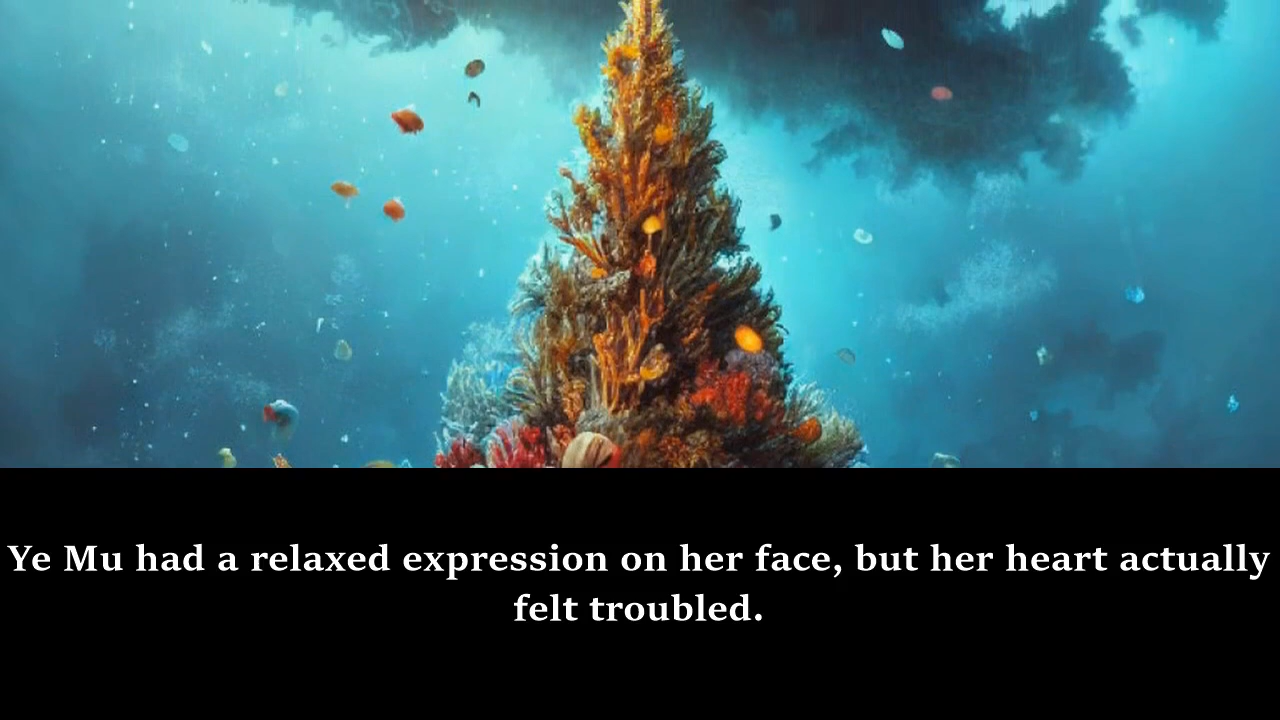 Ye Mu had a relaxed expression on her face, but her heart actually
felt troubled.